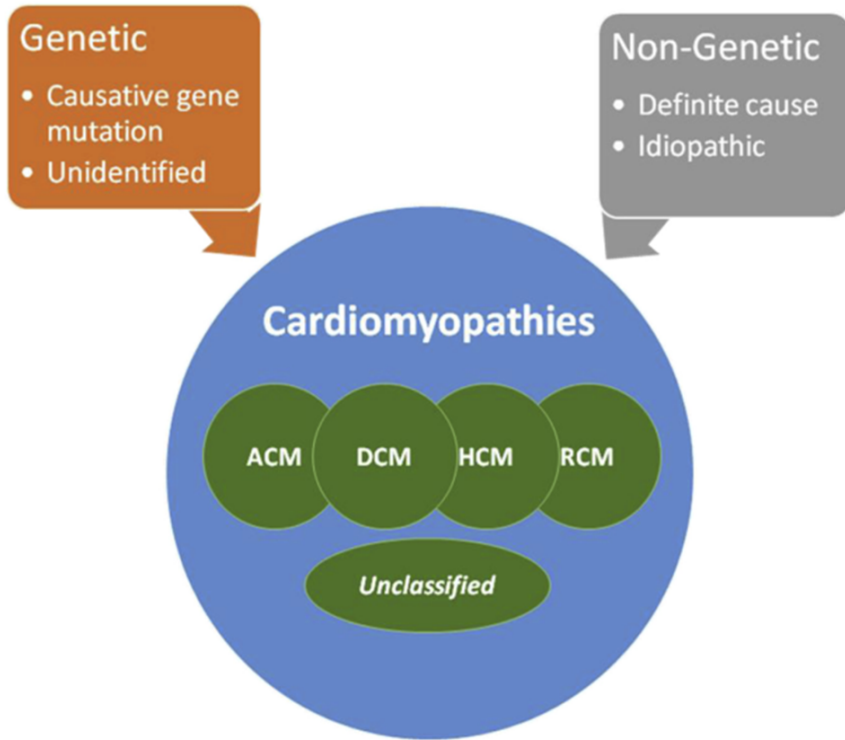 Genetic
• Causative gene
mutation
• Unidentified
Non-Genetic
• Definite cause
• Idiopathic
Cardiomyopathies
ACM
DCM
HCM
RCM
Unclassified